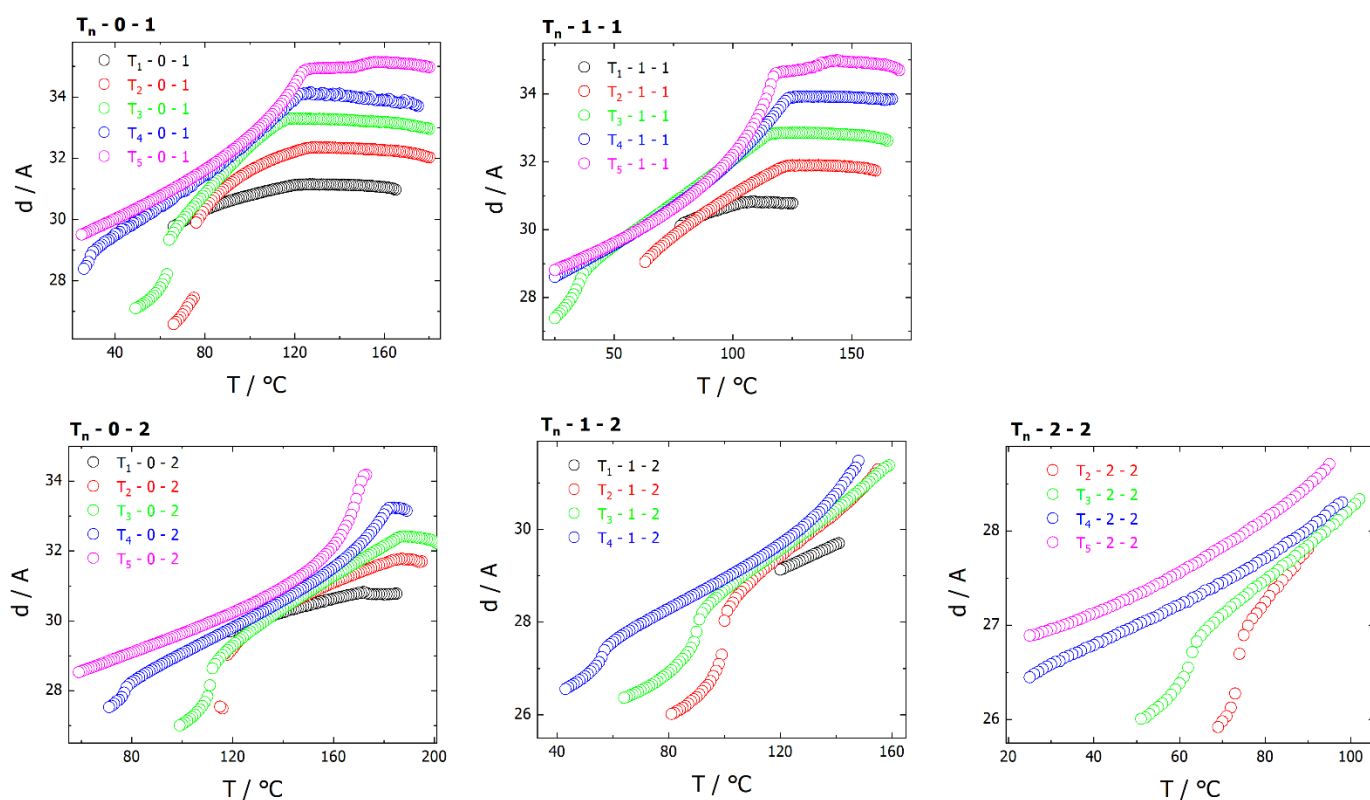 Tn - 0 - 1
T1 - 0 - 1
T2 - 0 - 1
T3 - 0 - 1
T4 - 0 - 1
T5 - 0 - 1
34
32
30
28
d / A
40
80
120
160
T / °C
Tn - 1 - 1
T1 - 1 - 1
T2 - 1 - 1
T3 - 1 - 1
T4 - 1 - 1
T5 - 1 - 1
34
32
30
28
d / A
50
100
150
T / °C
Tn - 0 - 2
T1 - 0 - 2
T2 - 0 - 2
T3 - 0 - 2
T4 - 0 - 2
T5 - 0 - 2
34
32
30
28
d / A
80
120
160
200
T / °C
Tn - 1 - 2
T1 - 1 - 2
T2 - 1 - 2
T3 - 1 - 2
T4 - 1 - 2
30
28
26
d / A
40
80
120
160
T / °C
Tn - 2 - 2
T2 - 2 - 2
T3 - 2 - 2
T4 - 2 - 2
T5 - 2 - 2
28
27
26
d / A
20
40
60
80
100
T / °C